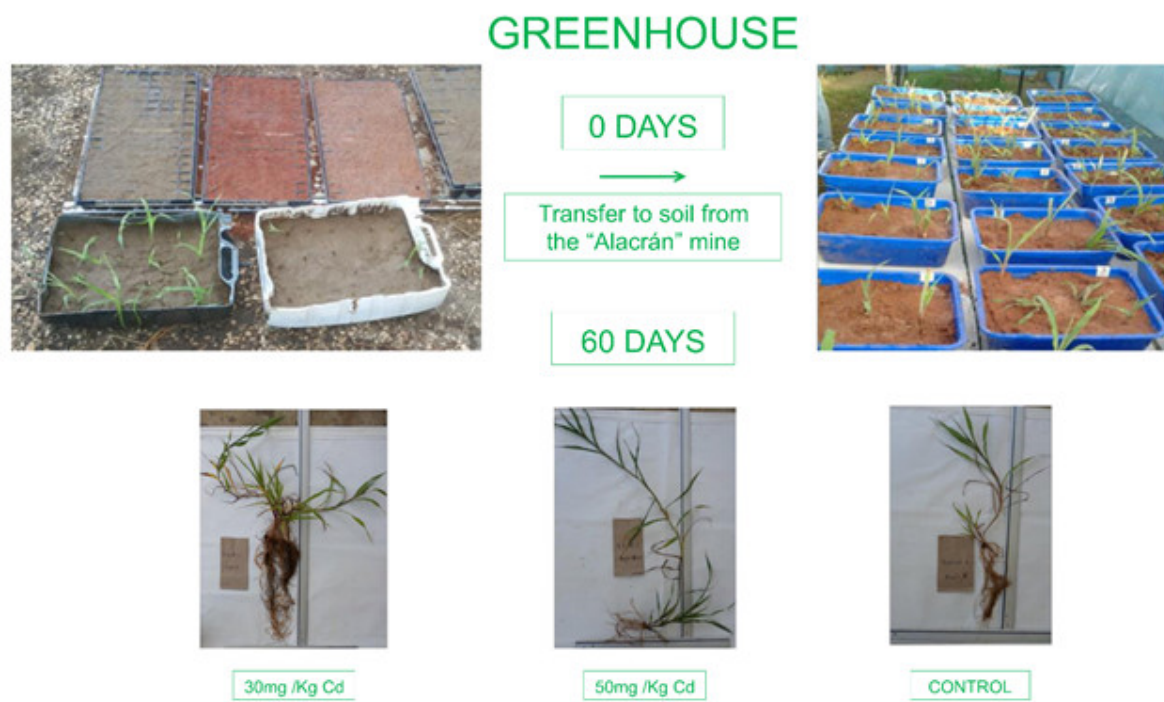 GREENHOUSE
0 DAYS
Transfer to soil from
the “Alacrán” mine
60 DAYS
30mg /Kg Cd
50mg /Kg Cd
CONTROL